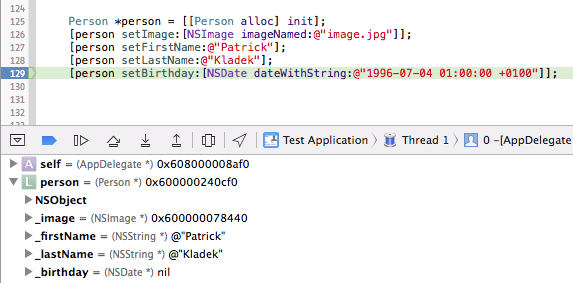 124
125 Person *person = [[Person alloc] init];
126 [person setImage:[NSImage imageNamed:@"image.jpg"]];
127 [person setFirstName:@"Patrick"];
128 [person setLastName:@"Kladek"];
129 [person setBirthday:[NSDate dateWithString:@"1996-07-04 01:00:00 +0100"]];
130
131
132
Test Application Thread 1 0 -[AppDelegate
A self = (AppDelegate *) 0x608000008af0
L person = (Person *) 0x600000240cf0
NSObject
_image = (NSImage *) 0x600000078440
_firstName = (NSString *) @"Patrick"
_lastName = (NSString *) @"Kladek"
_birthday = (NSDate *) nil